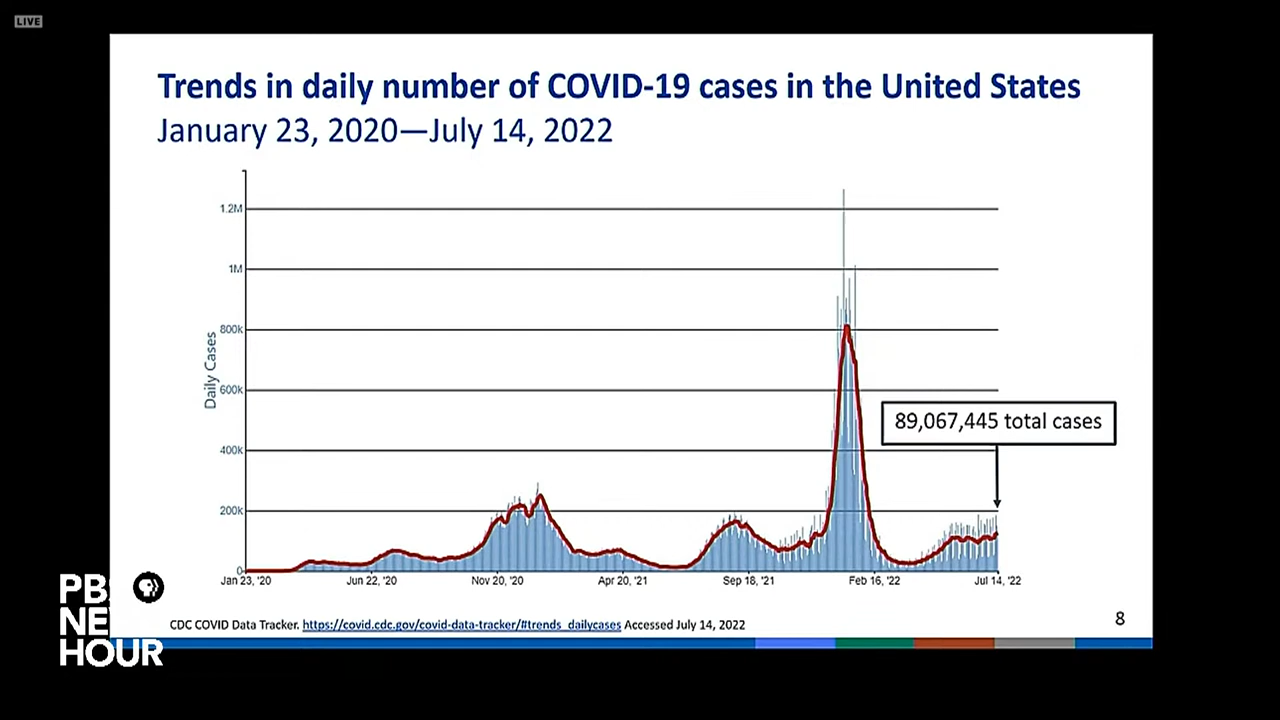 LIVE
Trends in daily number of COVID-19 cases in the United States
January 23, 2020—July 14, 2022
Daily Cases
1.2M
1M
800k
600k
400k
200k
0
89,067,445 total cases
Jan 23, '20 Jun 22, '20 Nov 20, '20 Apr 20, '21 Sep 18, '21 Feb 16, '22 Jul 14, '22
CDC COVID Data Tracker. https://covid.cdc.gov/covid-data-tracker/#trends_dailycases Accessed July 14, 2022
8
PB
NE
HOUR